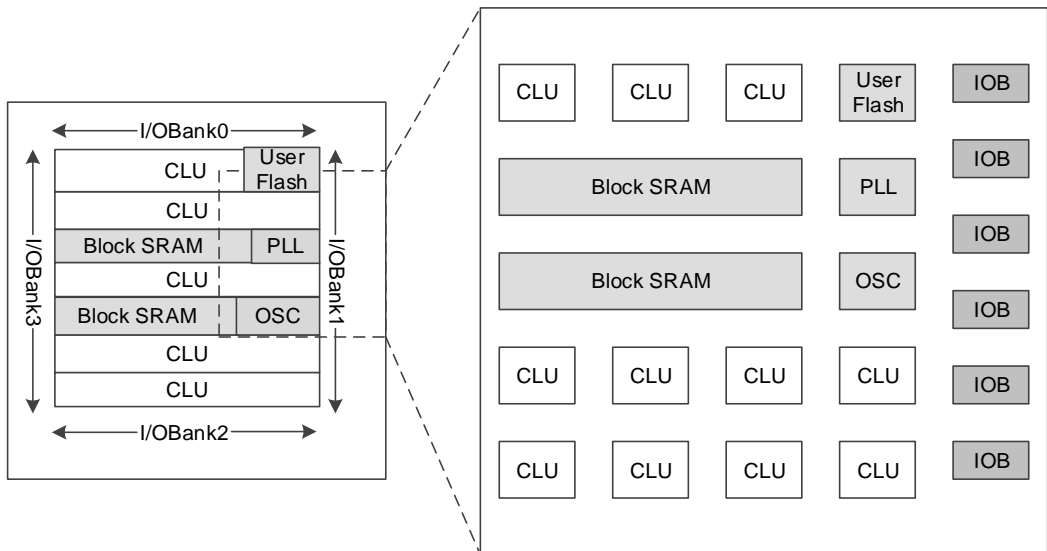 I/OBank0
CLU
User
Flash
CLU
Block SRAM
PLL
CLU
Block SRAM
OSC
CLU
CLU
I/OBank3
I/OBank1
I/OBank2
CLU
CLU
CLU
User
Flash
IOB
Block SRAM
PLL
IOB
IOB
Block SRAM
OSC
IOB
CLU
CLU
CLU
CLU
IOB
CLU
CLU
CLU
CLU
IOB